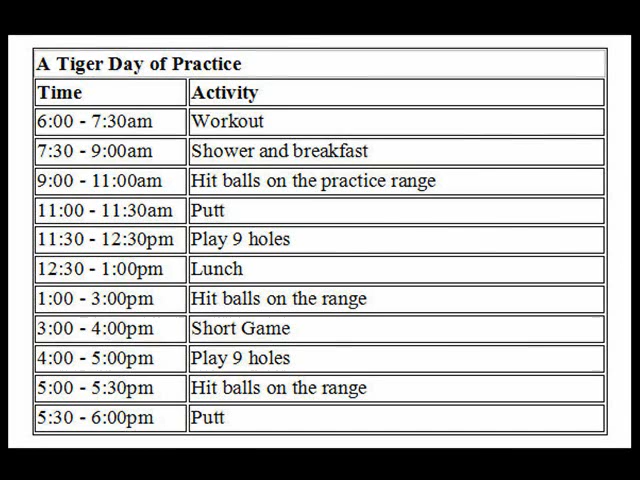 A Tiger Day of Practice
Time Activity
6:00 - 7:30am Workout
7:30 - 9:00am Shower and breakfast
9:00 - 11:00am Hit balls on the practice range
11:00 - 11:30am Putt
11:30 - 12:30pm Play 9 holes
12:30 - 1:00pm Lunch
1:00 - 3:00pm Hit balls on the range
3:00 - 4:00pm Short Game
4:00 - 5:00pm Play 9 holes
5:00 - 5:30pm Hit balls on the range
5:30 - 6:00pm Putt